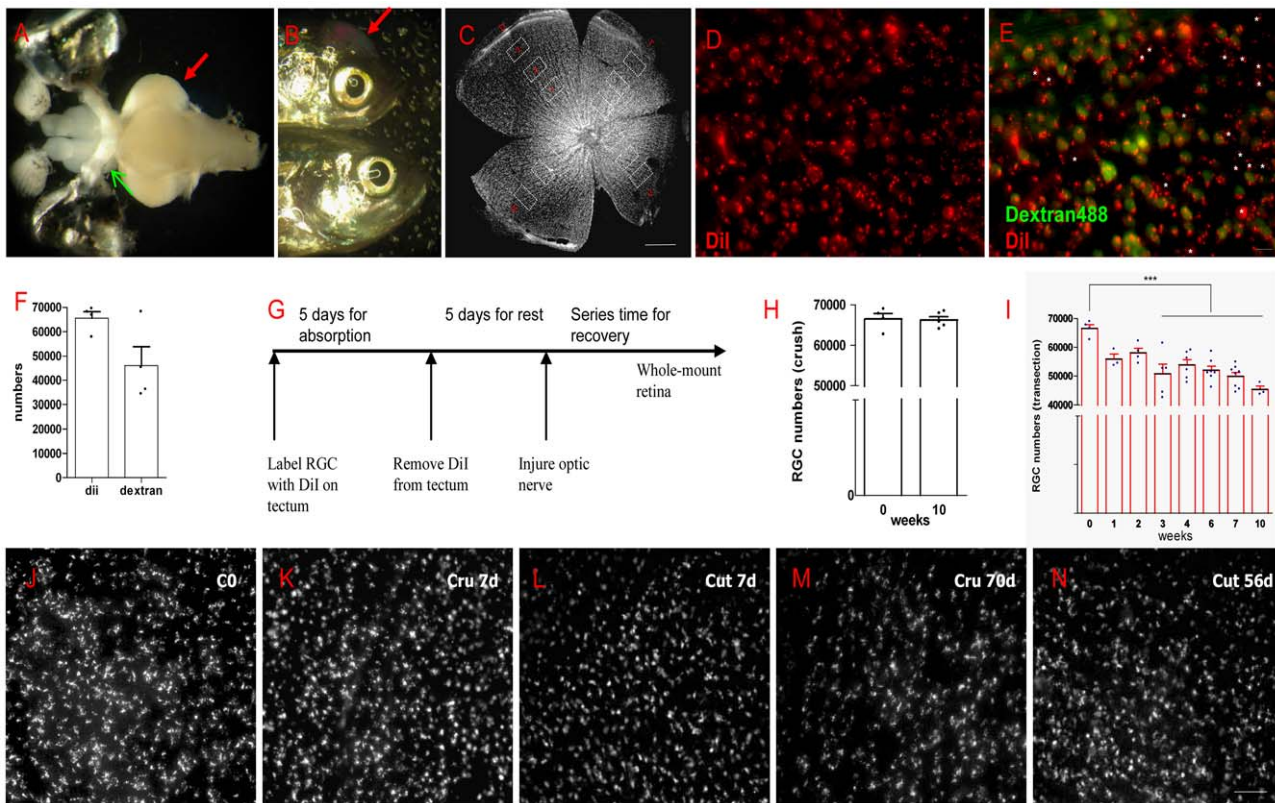 A
B
C
D
DiI
E
Dextran488
DiI
F
70000
60000
50000
40000
30000
20000
10000
0
numbers
dii dextran
G
5 days for absorption
5 days for rest
Series time for recovery
Whole-mount retina
Label RGC with DiI on tectum
Remove DiI from tectum
Injure optic nerve
H
RGC numbers (crush)
70000
65000
60000
50000
0
0 10
weeks
I
RGC numbers (transection)
***
70000
60000
50000
40000
0 1 2 3 4 6 7 10
weeks
J
C0
K
Cru 7d
L
Cut 7d
M
Cru 70d
N
Cut 56d